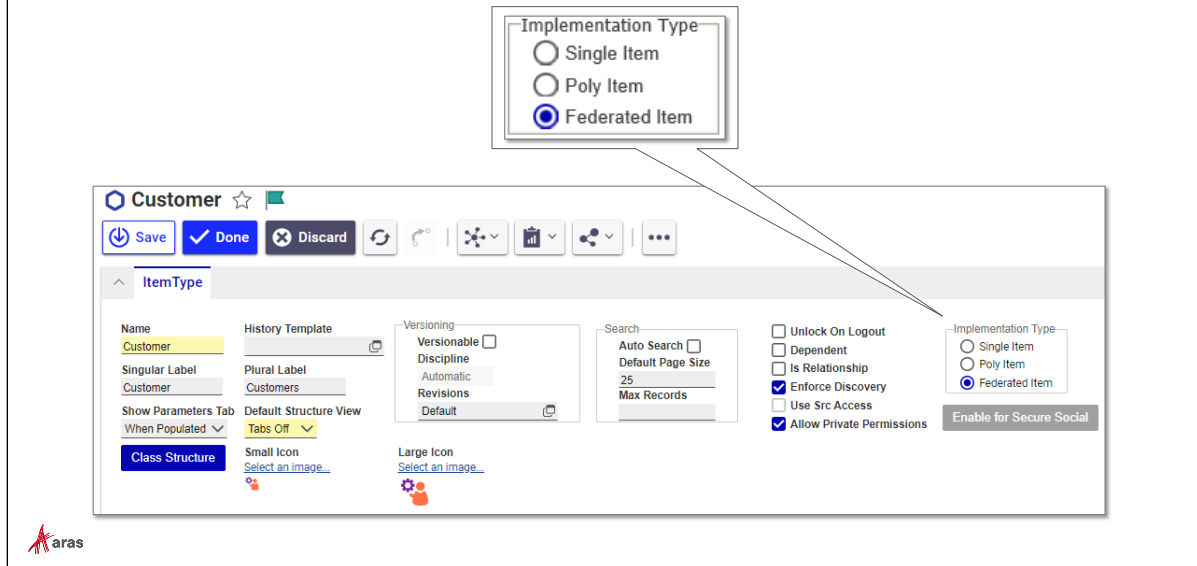 Implementation Type
Single Item
Poly Item
Federated Item
Customer
Save
Done
Discard
ItemType
Name
Customer
History Template
Singular Label
Customer
Plural Label
Customers
Show Parameters Tab
When Populated
Default Structure View
Tabs Off
Class Structure
Small Icon
Select an image...
Large Icon
Select an image...
Versioning
Versionable
Discipline
Automatic
Revisions
Default
Search
Auto Search
Default Page Size
25
Max Records
Unlock On Logout
Dependent
Is Relationship
Enforce Discovery
Use Src Access
Allow Private Permissions
Implementation Type
Single Item
Poly Item
Federated Item
Enable for Secure Social
aras